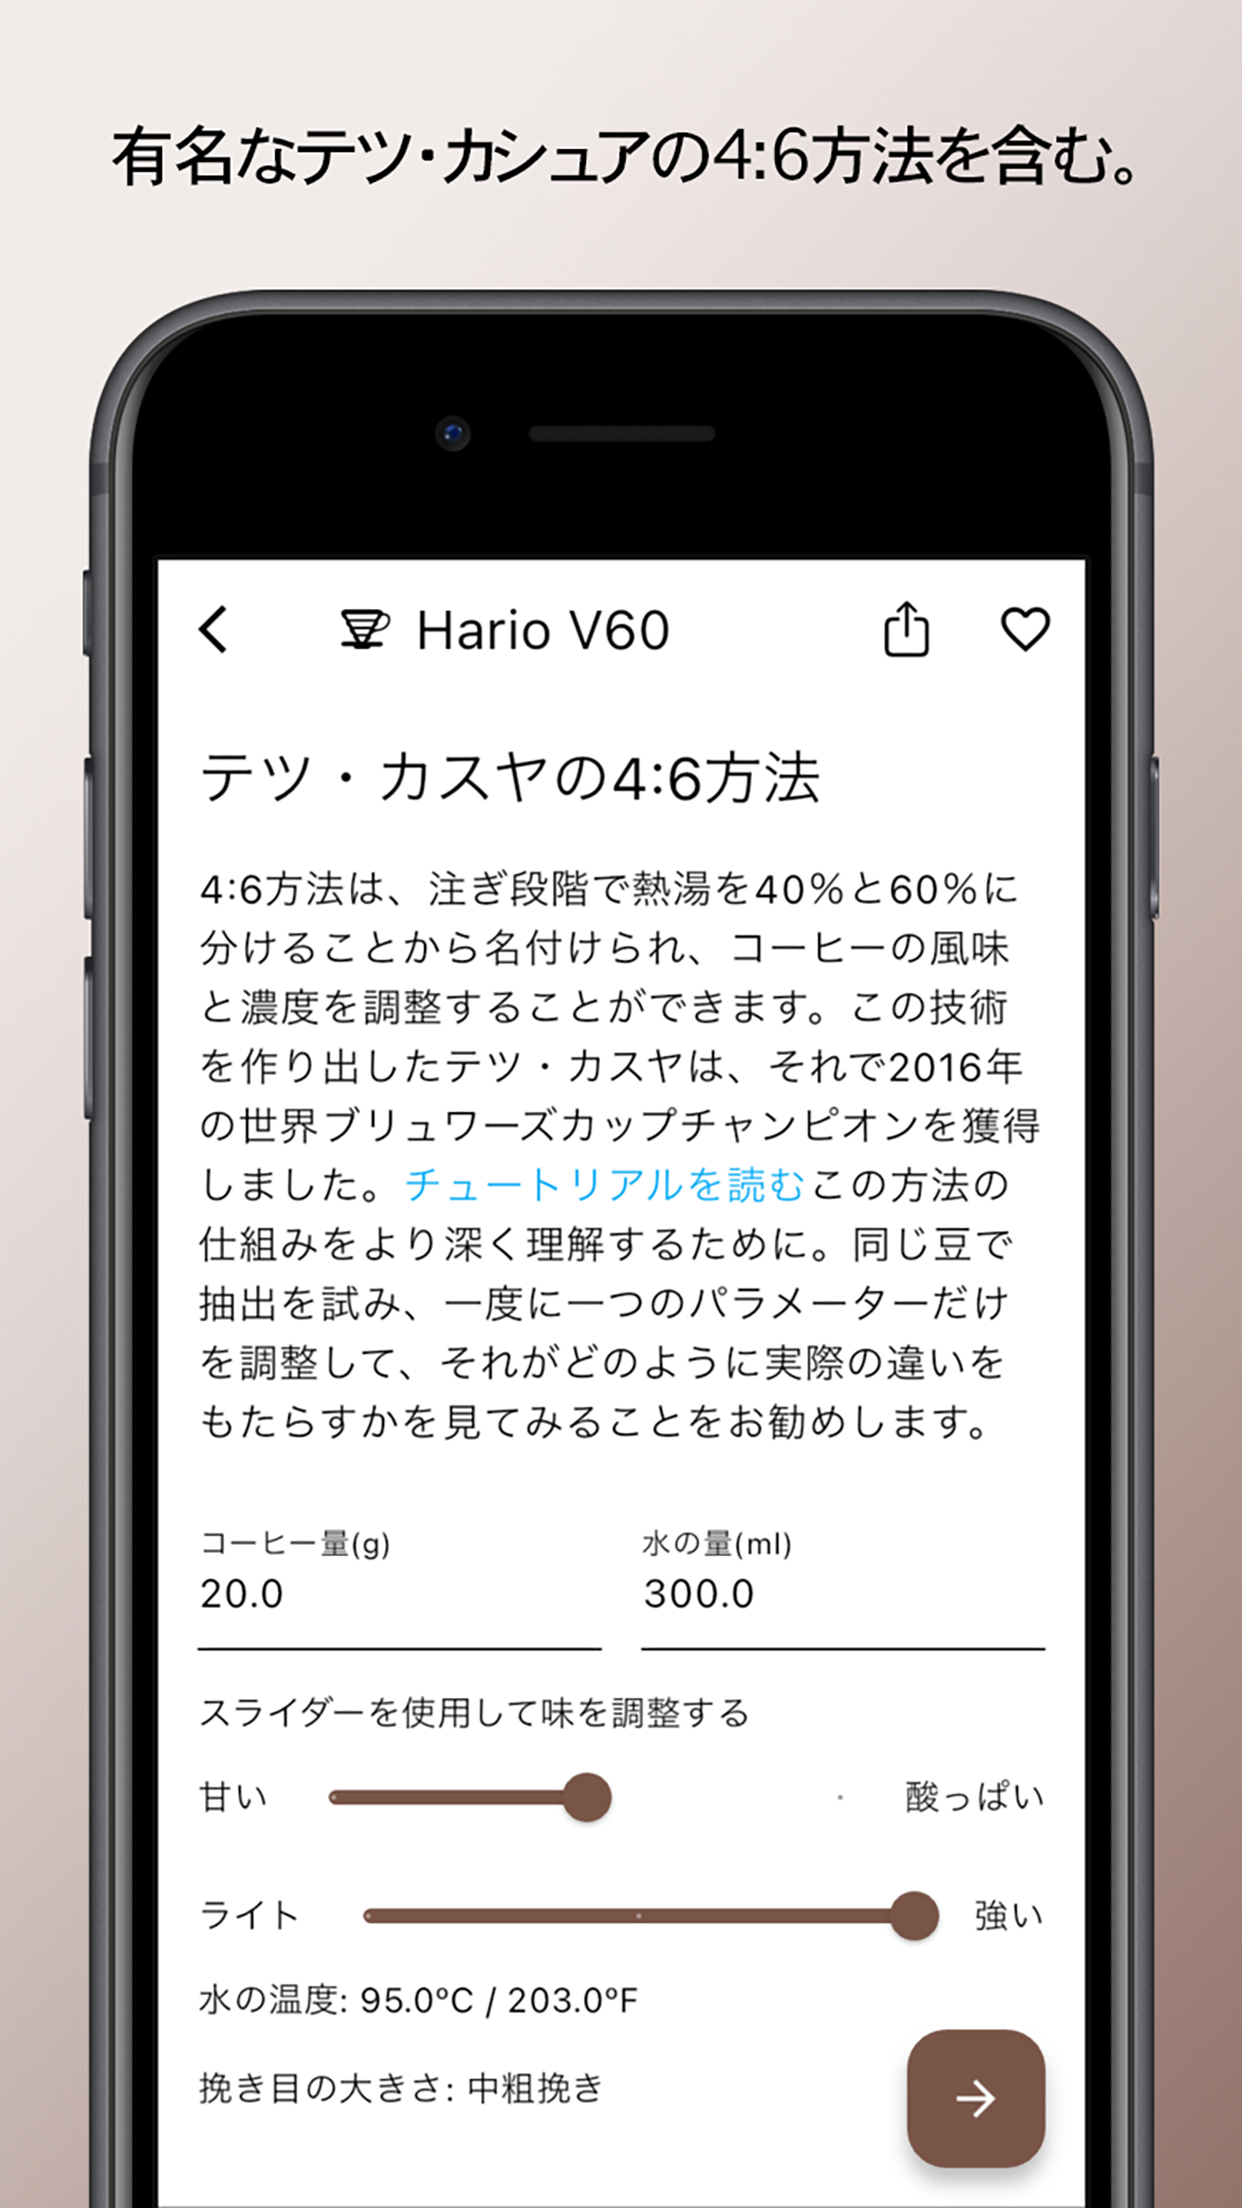 有名なテツ・カシュアの4:6方法を含む。
Hario V60
テツ・カスヤの4:6方法
4:6方法は、注ぎ段階で熱湯を40%と60%に
分けることから名付けられ、コーヒーの風味
と濃度を調整することができます。この技術
を作り出したテツ・カスヤは、それで2016年
の世界ブリュワーズカップチャンピオンを獲得
しました。チュートリアルを読むこの方法の
仕組みをより深く理解するために。同じ豆で
抽出を試み、一度に一つのパラメーターだけ
を調整して、それがどのように実際の違いを
もたらすかを見てみることをお勧めします。
コーヒー量(g)
20.0
水の量(ml)
300.0
スライダーを使用して味を調整する
甘い 酸っぱい
ライト 強い
水の温度: 95.0°C / 203.0°F
挽き目の大きさ: 中粗挽き